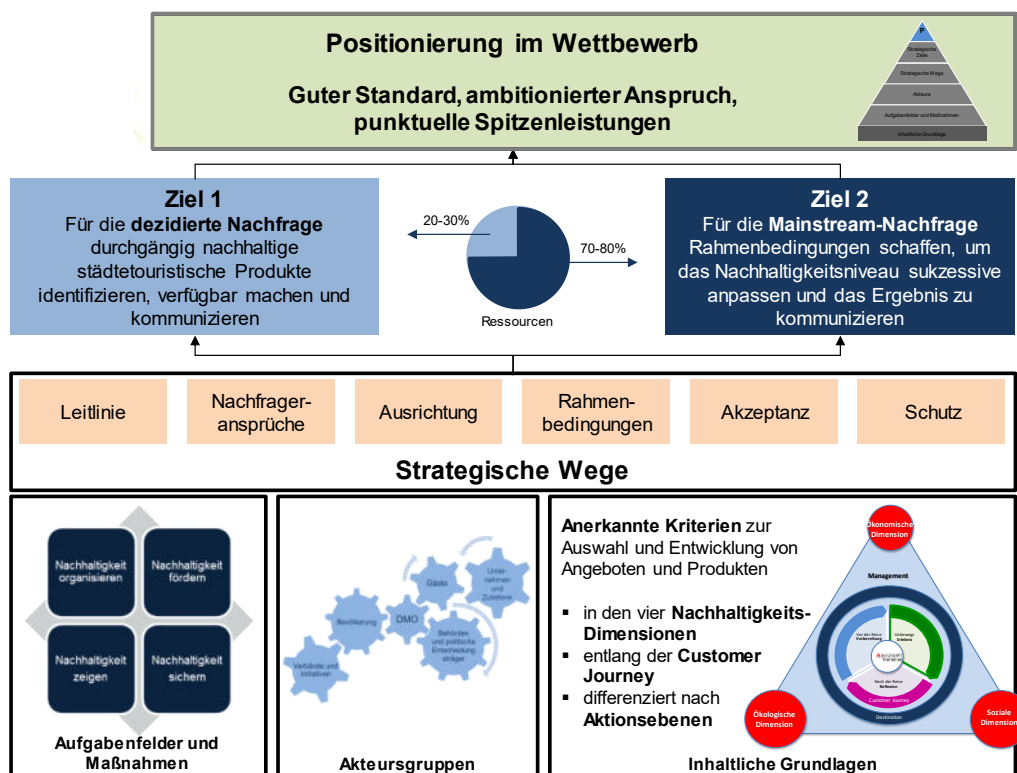 Positionierung im Wettbewerb
Guter Standard, ambitionierter Anspruch,
punktuelle Spitzenleistungen
P
Strategische
Ziele
Strategische Wege
Akteure
Aufgabenfelder und Maßnahmen
Inhaltliche Grundlage
Ziel 1
Für die dezidierte Nachfrage
durchgängig nachhaltige
städtetouristische Produkte
identifizieren, verfügbar machen und
kommunizieren
20-30%
70-80%
Ressourcen
Ziel 2
Für die Mainstream-Nachfrage
Rahmenbedingungen schaffen, um
das Nachhaltigkeitsniveau sukzessive
anpassen und das Ergebnis zu
kommunizieren
Leitlinie
Nachfrager-
ansprüche
Ausrichtung
Rahmen-
bedingungen
Akzeptanz
Schutz
Strategische Wege
Nachhaltigkeit
organisieren
Nachhaltigkeit
fördern
Nachhaltigkeit
zeigen
Nachhaltigkeit
sichern
Aufgabenfelder und
Maßnahmen
Verbände und
Initiativen
Bevölkerung
DMO
Gäste
Behörden
und politische
Entscheidung
sträger
Unter-
nehmen und
Zulieferer
Akteursgruppen
Anerkannte Kriterien zur
Auswahl und Entwicklung von
Angeboten und Produkten
▪ in den vier Nachhaltigkeits-
Dimensionen
▪ entlang der Customer
Journey
▪ differenziert nach
Aktionsebenen
Ökonomische
Dimension
Management
Von der Reise
Vorbereitung
Unterwegs
Erlebnis
Nach der Reise
Reflexion
Customer Journey
Destination
Ökologische
Dimension
Soziale
Dimension
Inhaltliche Grundlagen